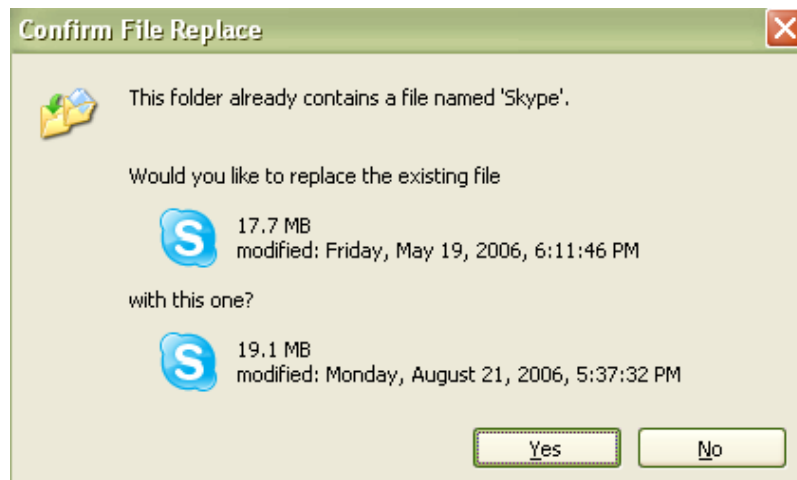 Confirm File Replace
This folder already contains a file named 'Skype'.
Would you like to replace the existing file
17.7 MB
modified: Friday, May 19, 2006, 6:11:46 PM
with this one?
19.1 MB
modified: Monday, August 21, 2006, 5:37:32 PM
Yes No